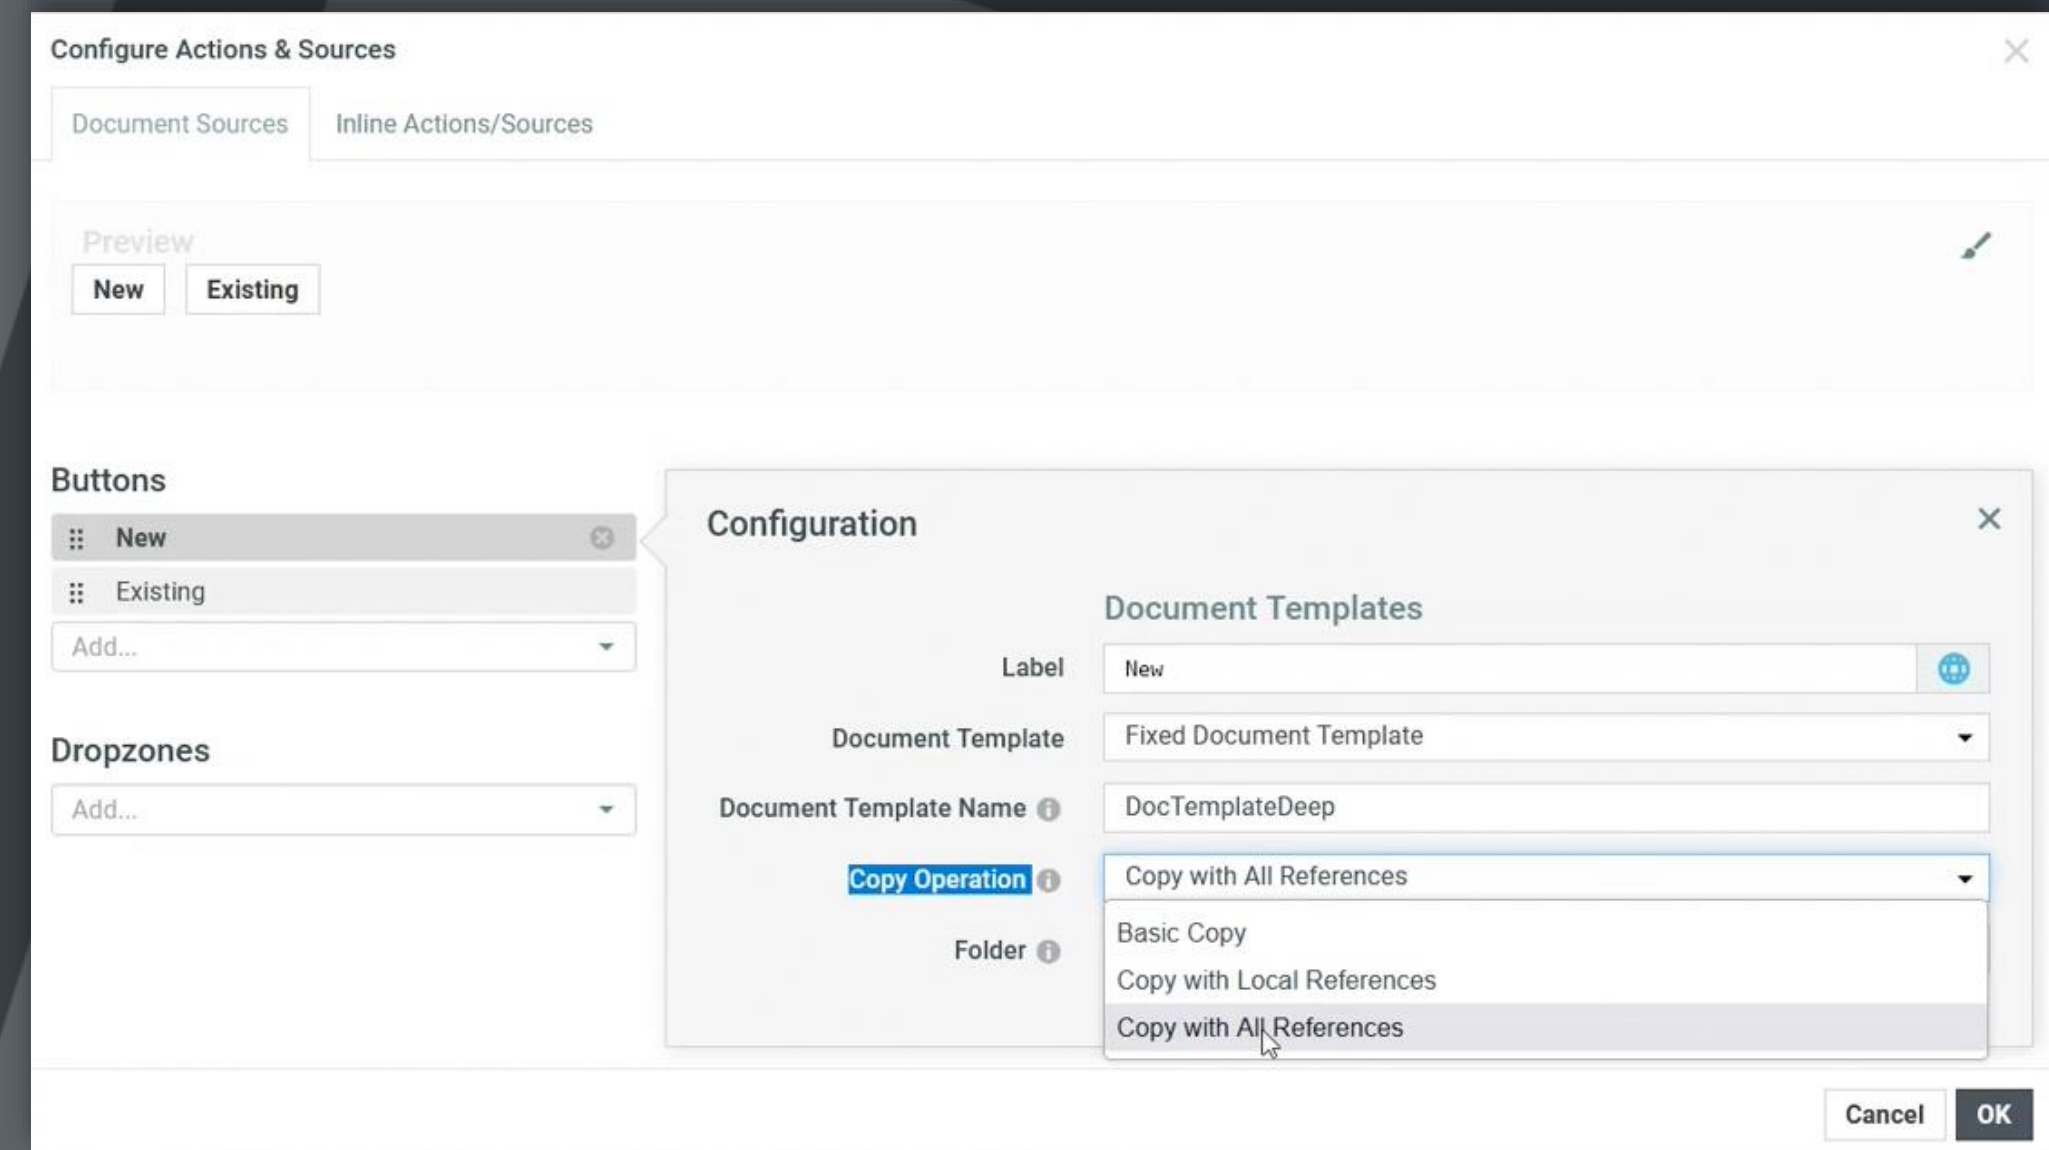 Configure Actions & Sources
Document Sources
Inline Actions/Sources
Preview
New
Existing
Buttons
New
Existing
Add...
Dropzones
Add...
Configuration
Document Templates
Label
New
Document Template
Fixed Document Template
Document Template Name
DocTemplateDeep
Copy Operation
Copy with All References
Basic Copy
Copy with Local References
Copy with All References
Folder
Cancel
OK